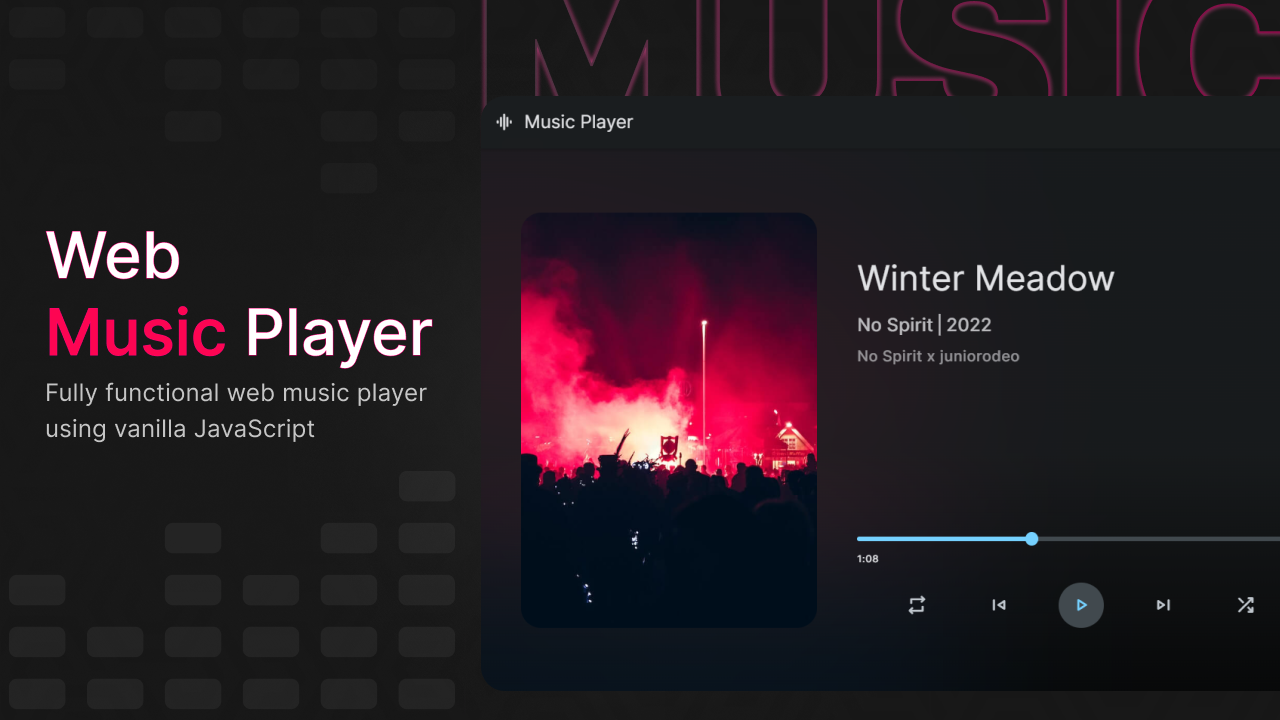 MUSIC
Web
Music Player
Fully functional web music player
using vanilla JavaScript
Music Player
Winter Meadow
No Spirit | 2022
No Spirit x juniorodeo
1:08